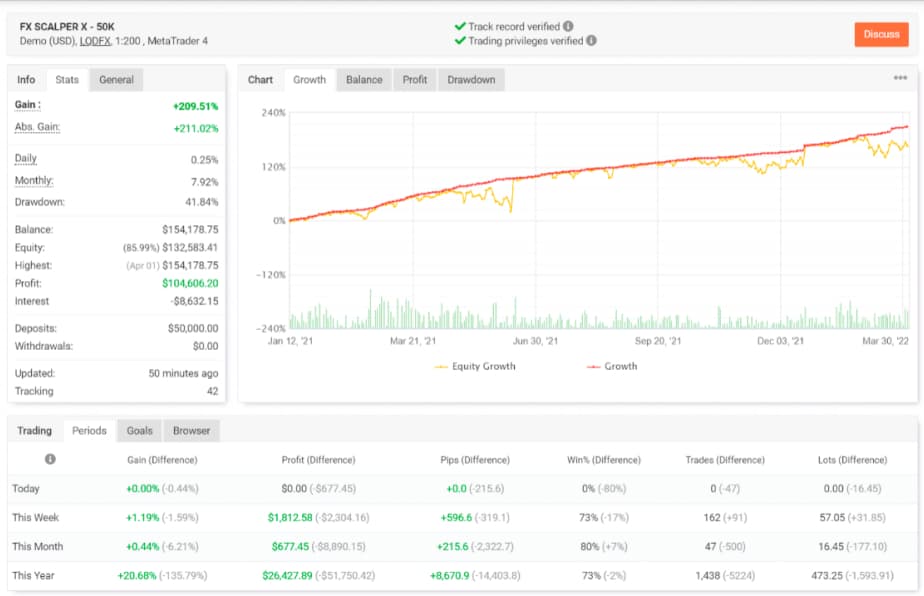 FX SCALPER X - 50K
Demo (USD), LQDFX, 1:200 , MetaTrader 4
Track record verified
Trading privileges verified
Discuss
Info Stats General
Gain : +209.51%
Abs. Gain: +211.02%
Daily 0.25%
Monthly: 7.92%
Drawdown: 41.84%
Balance: $154,178.75
Equity: (85.99%) $132,583.41
Highest: (Apr 01) $154,178.75
Profit: $104,606.20
Interest -$8,632.15
Deposits: $50,000.00
Withdrawals: $0.00
Updated: 50 minutes ago
Tracking 42
Chart Growth Balance Profit Drawdown
240%
120%
0%
-120%
-240%
Jan 12, '21 Mar 21, '21 Jun 30, '21 Sep 20, '21 Dec 03, '21 Mar 30, '22
Equity Growth Growth
Trading Periods Goals Browser
Gain (Difference) Profit (Difference) Pips (Difference) Win% (Difference) Trades (Difference) Lots (Difference)
Today +0.00% (-0.44%) $0.00 (-$677.45) +0.0 (-215.6) 0% (-80%) 0 (-47) 0.00 (-16.45)
This Week +1.19% (-1.59%) $1,812.58 (-$2,304.16) +596.6 (-319.1) 73% (-17%) 162 (+91) 57.05 (+31.85)
This Month +0.44% (-6.21%) $677.45 (-$8,890.15) +215.6 (-2,322.7) 80% (+7%) 47 (-500) 16.45 (-177.10)
This Year +20.68% (-135.79%) $26,427.89 (-$51,750.42) +8,670.9 (-14,403.8) 73% (-2%) 1,438 (-5224) 473.25 (-1,593.91)